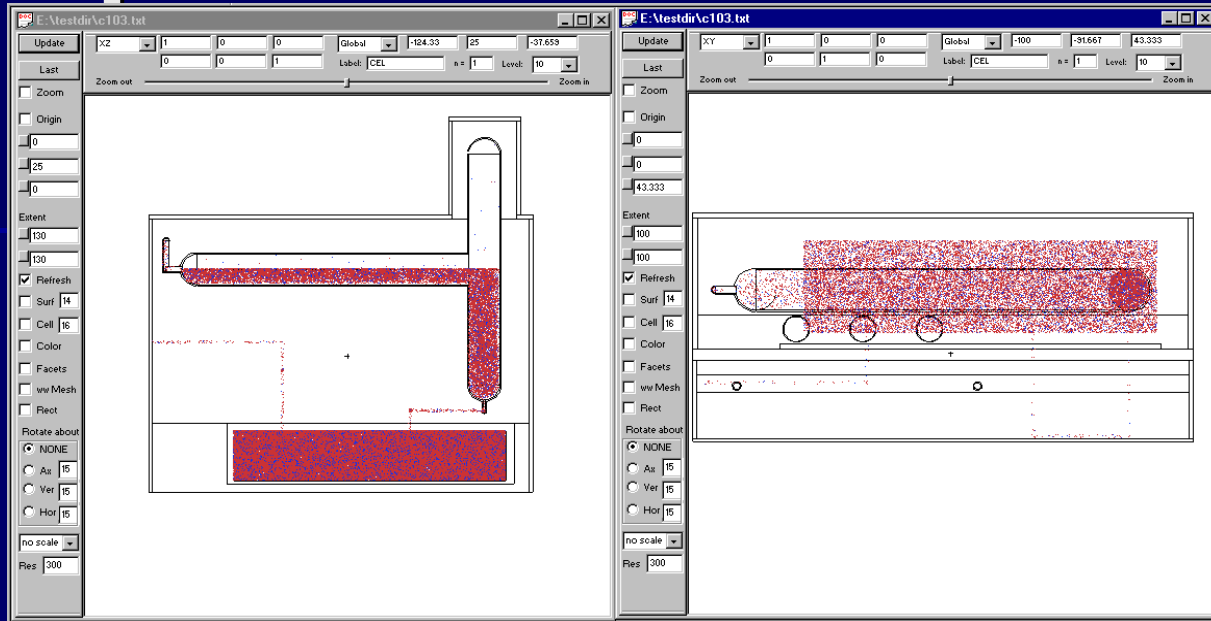 E:\testdir\c103.txt
Update XZ 1 0 0 Global -124.33 25 -37.659
Last 0 0 1 Label: CEL n = 1 Level: 10
Zoom out Zoom in
Zoom
Origin
0
25
0
Extent
130
130
Refresh
Surf 14
Cell 16
Color
Facets
ww Mesh
Rect
Rotate about
NONE
Ax 15
Ver 15
Hor 15
no scale
Res 300
E:\testdir\c103.txt
Update XY 1 0 0 Global -100 -91.667 43.333
Last 0 1 0 Label: CEL n = 1 Level: 10
Zoom out Zoom in
Zoom
Origin
0
0
43.333
Extent
100
100
Refresh
Surf 14
Cell 16
Color
Facets
ww Mesh
Rect
Rotate about
NONE
Ax 15
Ver 15
Hor 15
no scale
Res 300